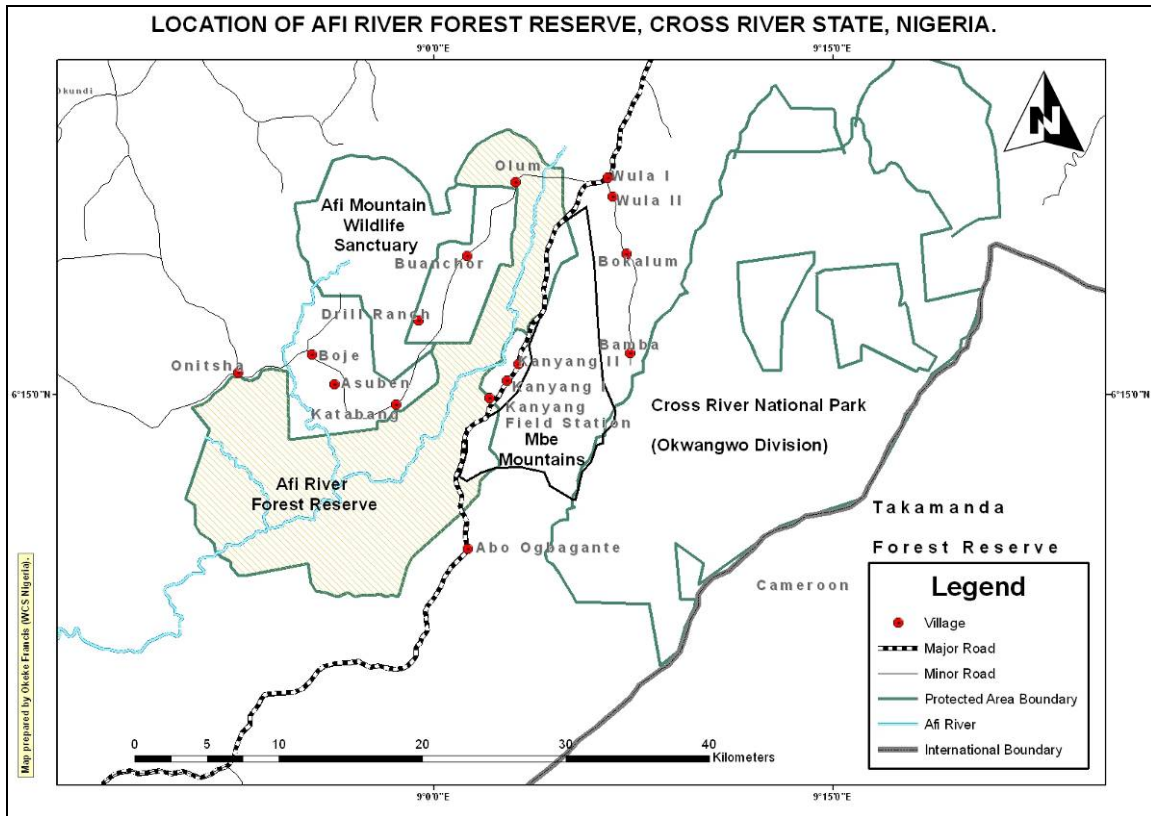 LOCATION OF AFI RIVER FOREST RESERVE, CROSS RIVER STATE, NIGERIA.
9°0'0"E
9°15'0"E
Okundi
N
Olum
Wula I
Wula II
Afi Mountain
Wildlife
Sanctuary
Buanchor
Bokalum
Drill Ranch
Boje
Bamba
Onitsha
Kanyang II
Asuben
Kanyang I
6°15'0"N
6°15'0"N
Katabang
Kanyang
Field Station
Cross River National Park
(Okwangwo Division)
Mbe
Mountains
Afi River
Forest Reserve
Takamanda
Forest Reserve
Abo Ogbagante
Cameroon
Legend
Village
Major Road
Minor Road
Protected Area Boundary
Afi River
International Boundary
Map prepared by Okeke Francis (WCS Nigeria).
0 5 10 20 30 40
Kilometers
9°0'0"E
9°15'0"E